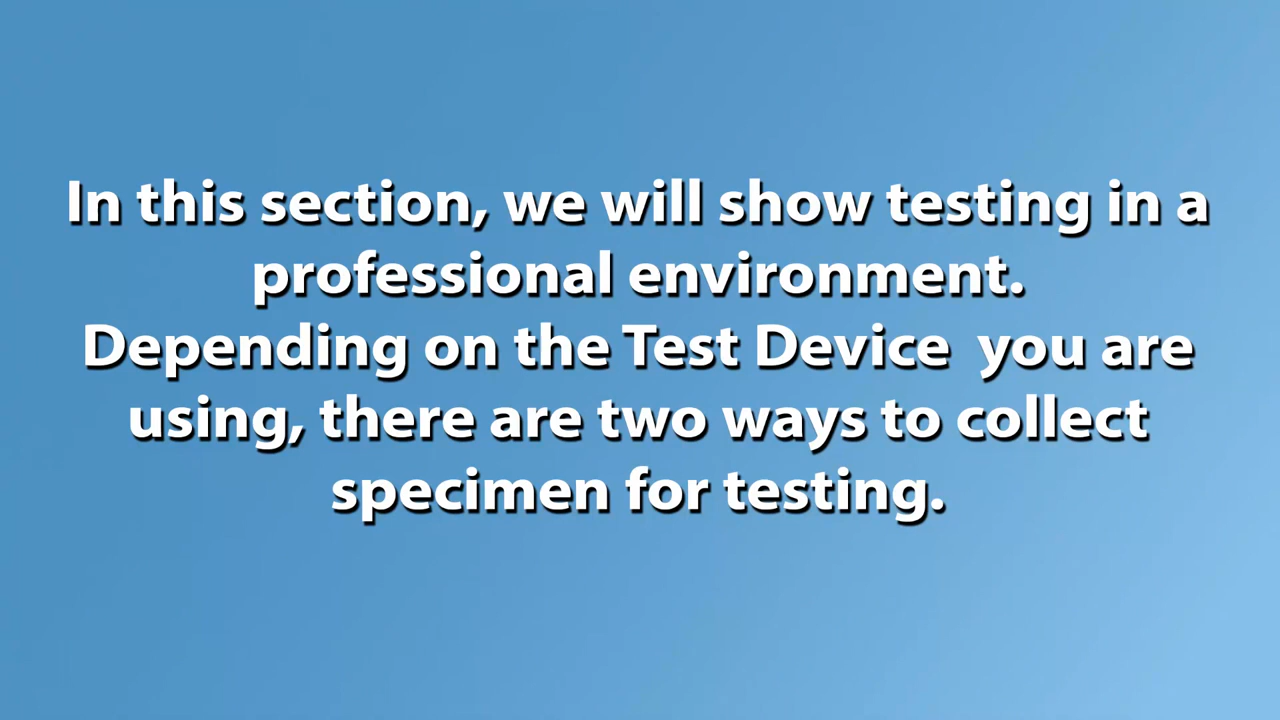 In this section, we will show testing in a
professional environment.
Depending on the Test Device  you are
using, there are two ways to collect
specimen for testing.